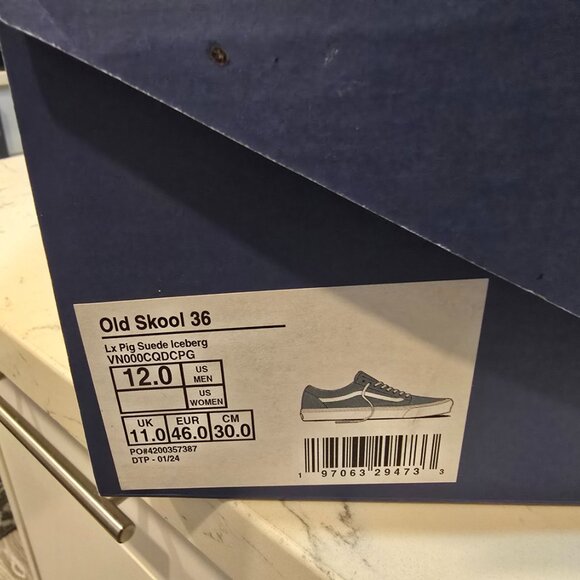 Old Skool 36
Lx Pig Suede Iceberg
VN000CQDCPG
12.0 US MEN
US WOMEN
UK EUR CM
11.0 46.0 30.0
PO#4200357387
DTP - 01/24
1 97063 29473 3